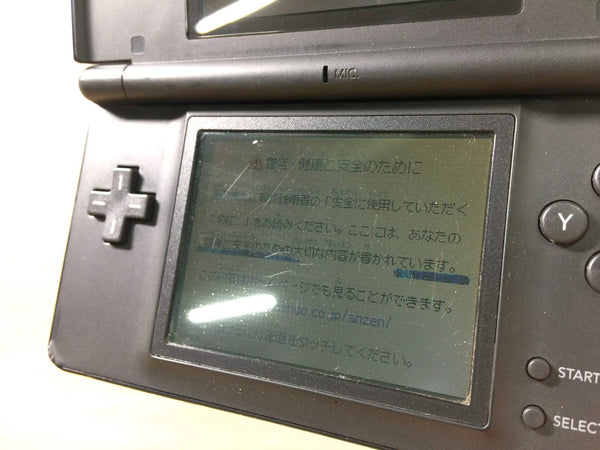 MIC.
⚠警告-健康と安全のために
説明書の「安全に使用していただく
ために」をお読みください。ここには、あなたの
健康と安全のための大切な内容が書かれています。
ページでも見ることができます。
ndo.co.jp/anzen/
画面をタッチしてください。
Y
START
SELECT